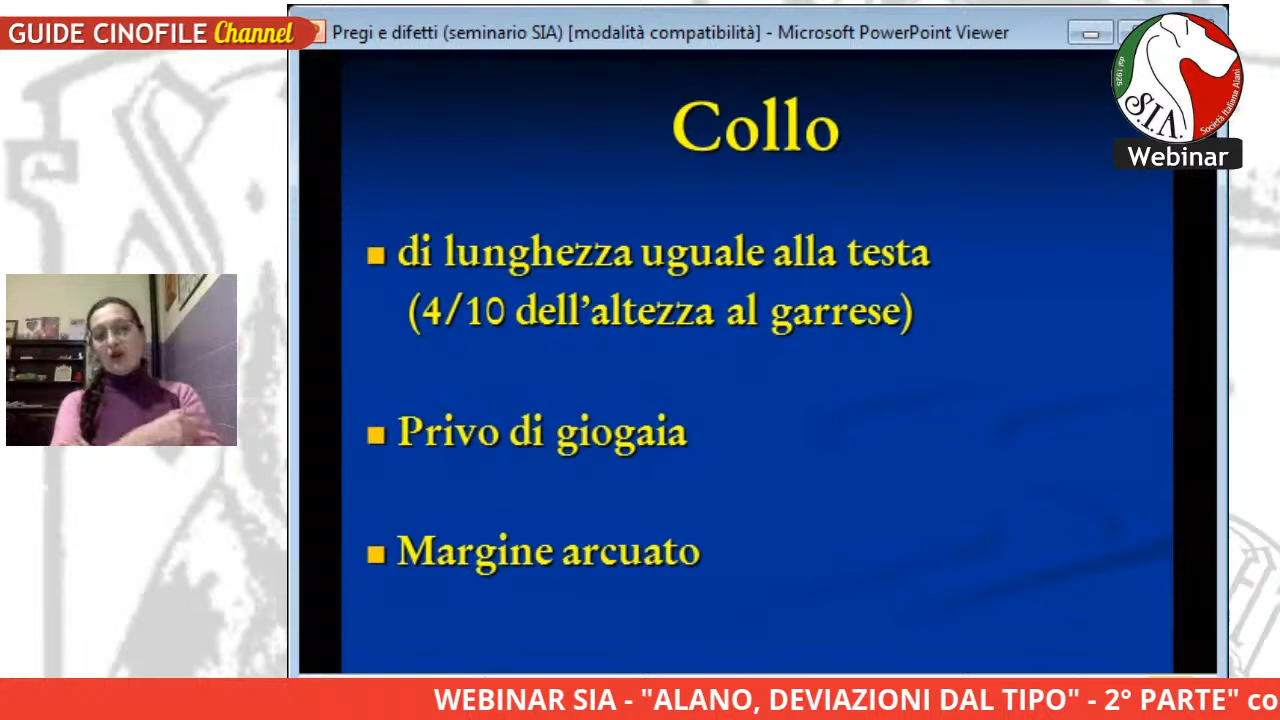 GUIDE CINOFILE Channel
Pregi e difetti (seminario SIA) [modalità compatibilità] - Microsoft PowerPoint Viewer
dal 1925
S.I.A.
Società Italiana Alani
Webinar
Collo
di lunghezza uguale alla testa
(4/10 dell'altezza al garrese)
Privo di giogaia
Margine arcuato
WEBINAR SIA - "ALANO, DEVIAZIONI DAL TIPO" - 2° PARTE" co